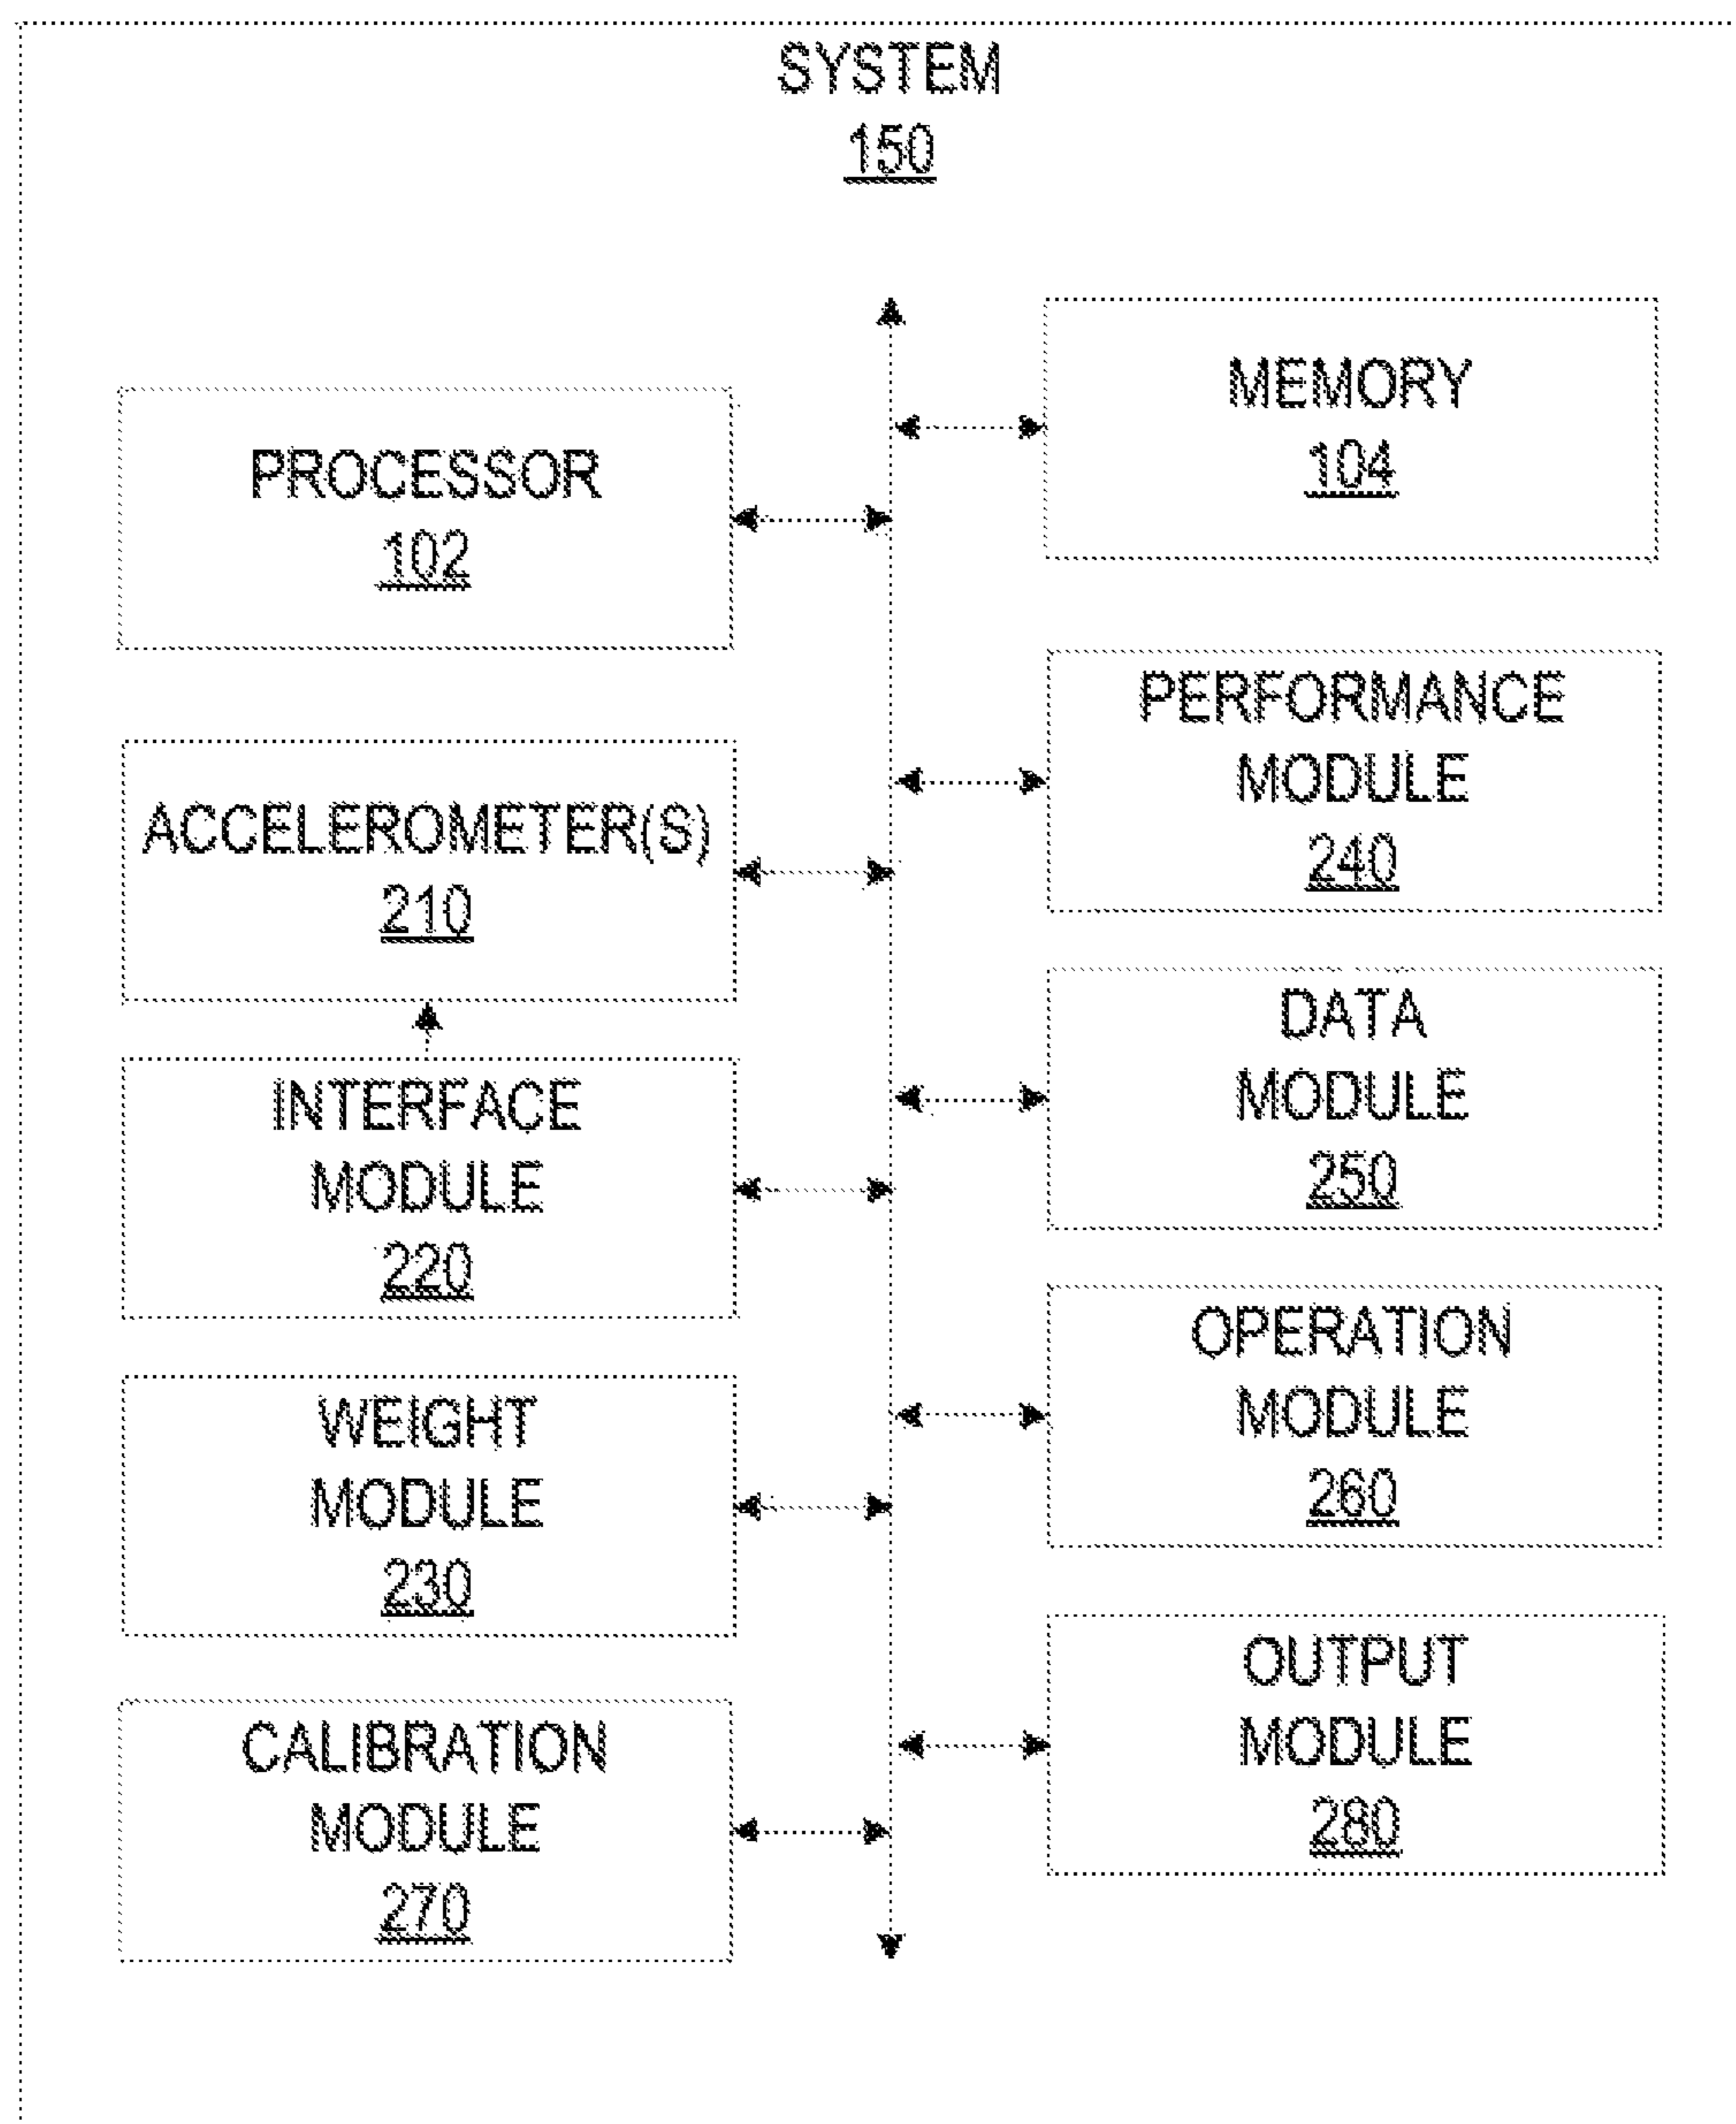 SYSTEM
150
PROCESSOR
102
ACCELEROMETER(S)
210
INTERFACE
MODULE
220
WEIGHT
MODULE
230
CALIBRATION
MODULE
270
MEMORY
104
PERFORMANCE
MODULE
240
DATA
MODULE
250
OPERATION
MODULE
260
OUTPUT
MODULE
280